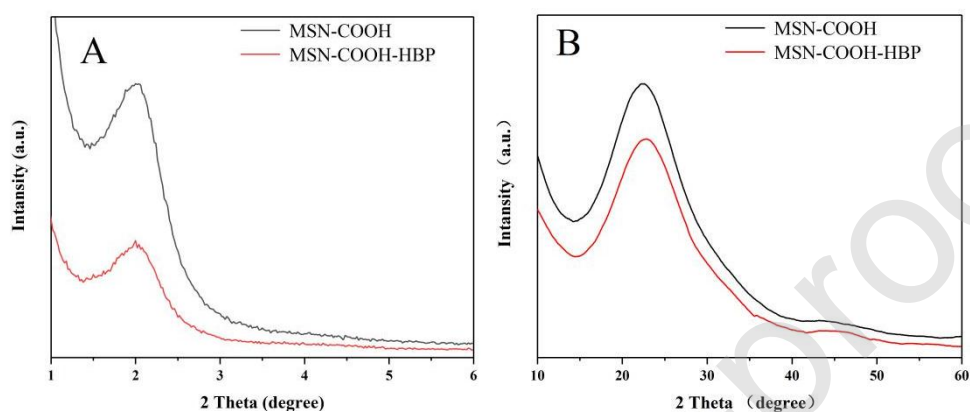 A
MSN-COOH
MSN-COOH-HBP
Intansity (a.u.)
1 2 3 4 5 6
2 Theta (degree)
B
MSN-COOH
MSN-COOH-HBP
Intansity （a.u.）
10 20 30 40 50 60
2 Theta （degree）
proo